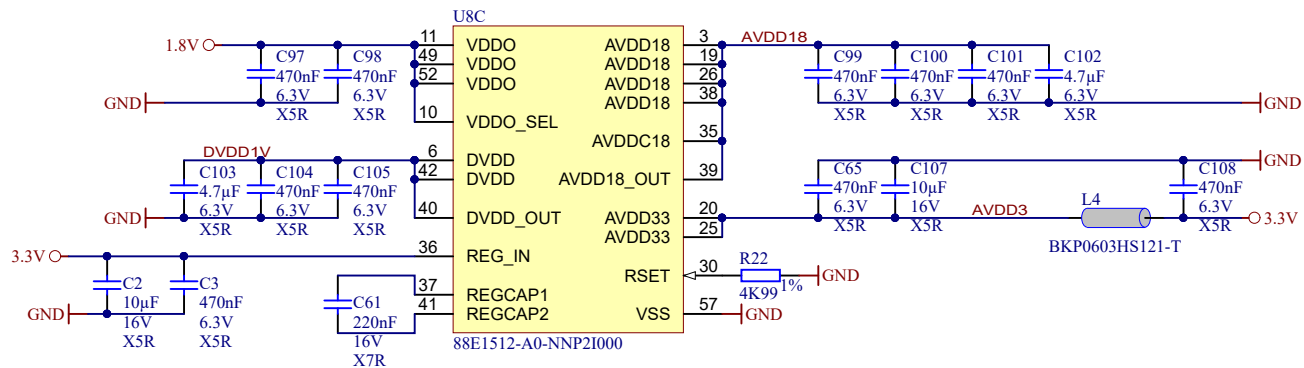 U8C
1.8V
C97
470nF
6.3V
X5R
C98
470nF
6.3V
X5R
GND
11
VDDO
49
VDDO
52
VDDO
10
VDDO_SEL
DVDD1V
C103
4.7µF
6.3V
X5R
C104
470nF
6.3V
X5R
C105
470nF
6.3V
X5R
GND
6
DVDD
42
DVDD
40
DVDD_OUT
3.3V
36
REG_IN
C2
10µF
16V
X5R
C3
470nF
6.3V
X5R
GND
C61
220nF
16V
X7R
37
REGCAP1
41
REGCAP2
88E1512-A0-NNP2I000
AVDD18
3
AVDD18
19
AVDD18
26
AVDD18
38
AVDDC18
35
AVDD18_OUT
39
AVDD18
C99
470nF
6.3V
X5R
C100
470nF
6.3V
X5R
C101
470nF
6.3V
X5R
C102
4.7µF
6.3V
X5R
GND
AVDD33
20
AVDD33
25
C65
470nF
6.3V
X5R
C107
10µF
16V
X5R
AVDD3
L4
BKP0603HS121-T
C108
470nF
6.3V
X5R
GND
3.3V
RSET
30
R22
4K99
1%
GND
VSS
57
GND